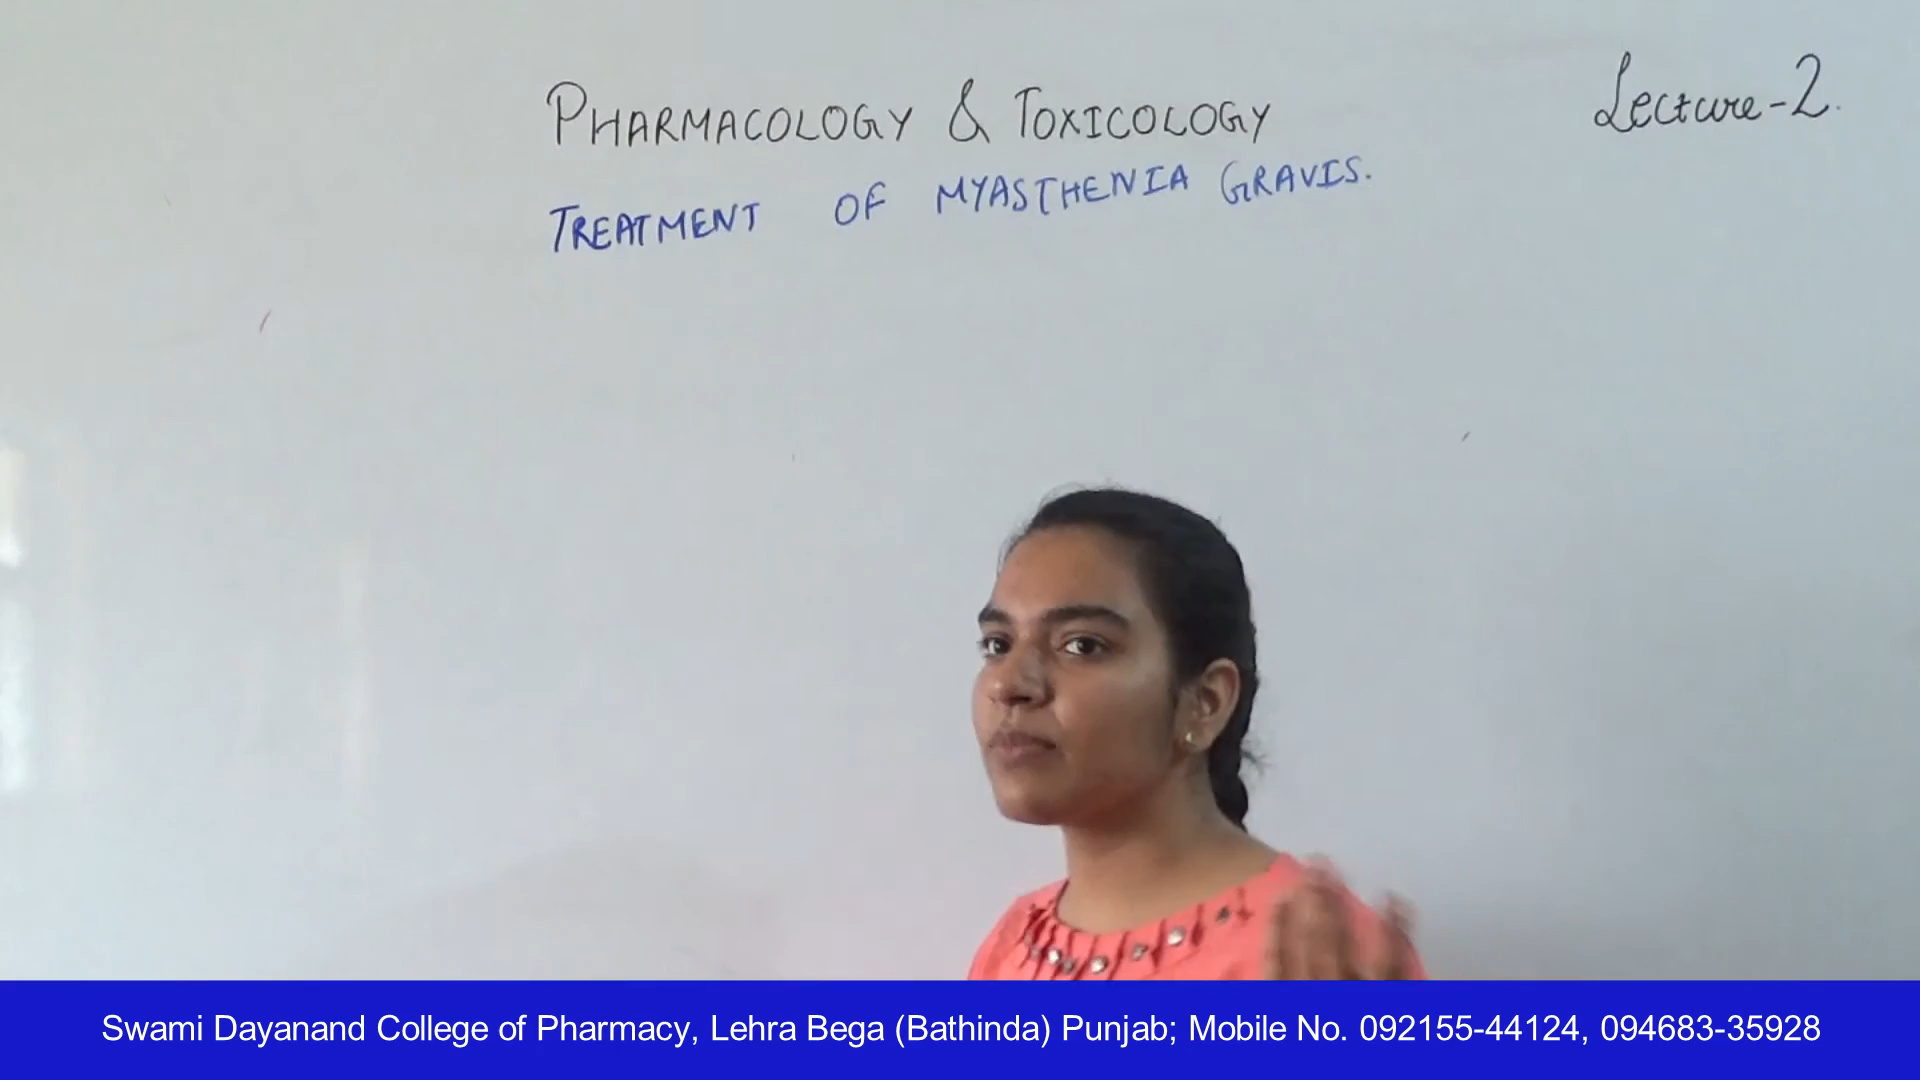 PHARMACOLOGY & TOXICOLOGY
Lecture-2.
TREATMENT OF MYASTHENIA GRAVIS.
Swami Dayanand College of Pharmacy, Lehra Bega (Bathinda) Punjab; Mobile No. 092155-44124, 094683-35928